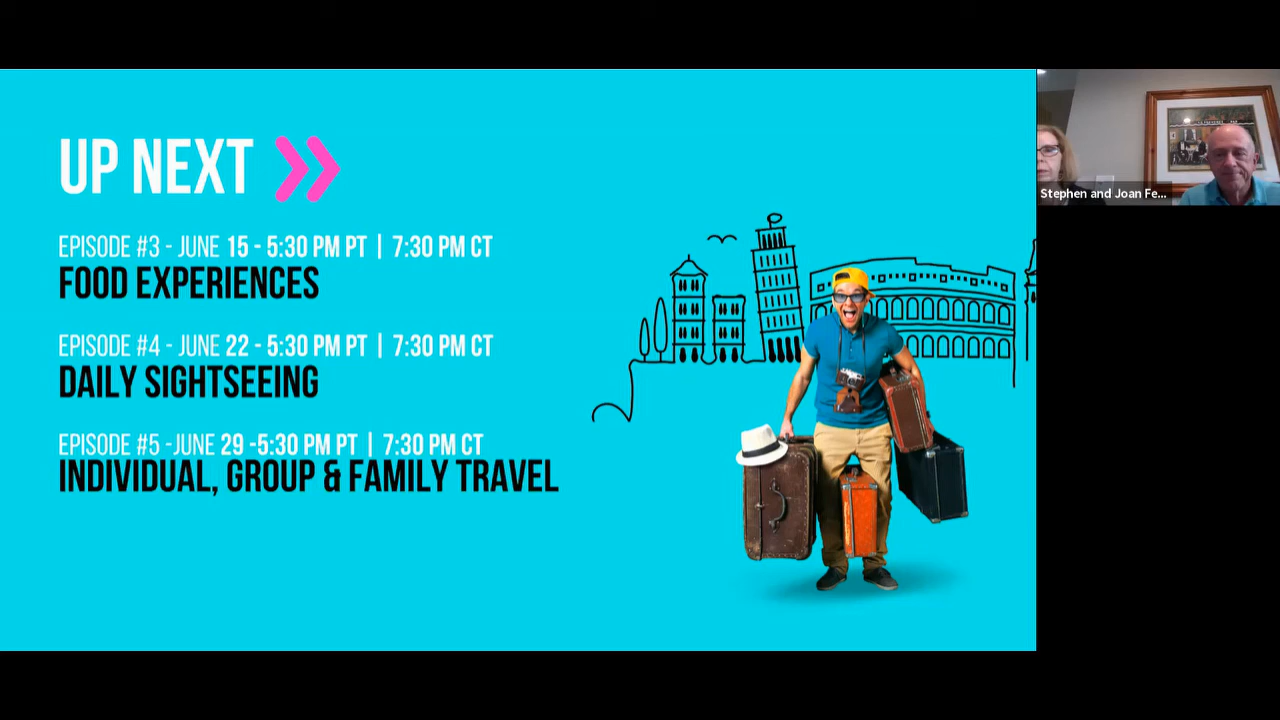 UP NEXT
EPISODE #3 - JUNE 15 - 5:30 PM PT | 7:30 PM CT
FOOD EXPERIENCES
EPISODE #4 - JUNE 22 - 5:30 PM PT | 7:30 PM CT
DAILY SIGHTSEEING
EPISODE #5 -JUNE 29 -5:30 PM PT | 7:30 PM CT
INDIVIDUAL, GROUP & FAMILY TRAVEL
Stephen and Joan Fe...